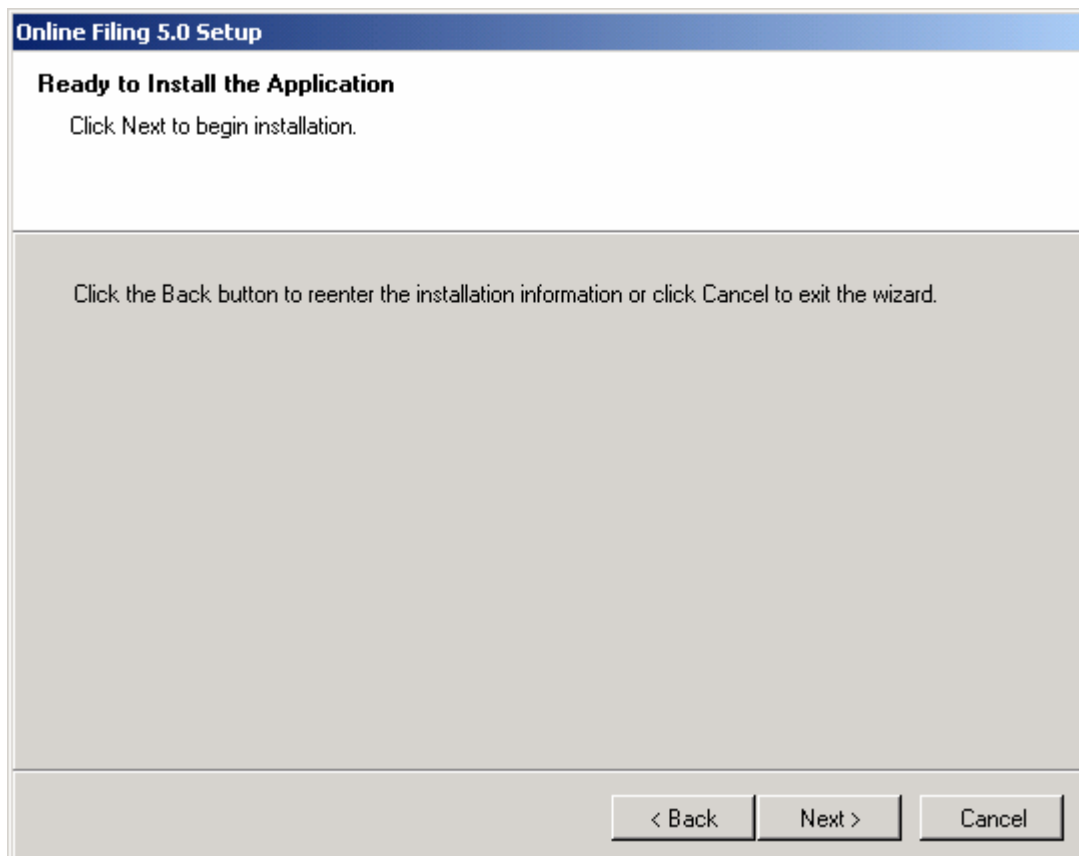 Online Filing 5.0 Setup
Ready to Install the Application
Click Next to begin installation.
Click the Back button to reenter the installation information or click Cancel to exit the wizard.
< Back
Next >
Cancel